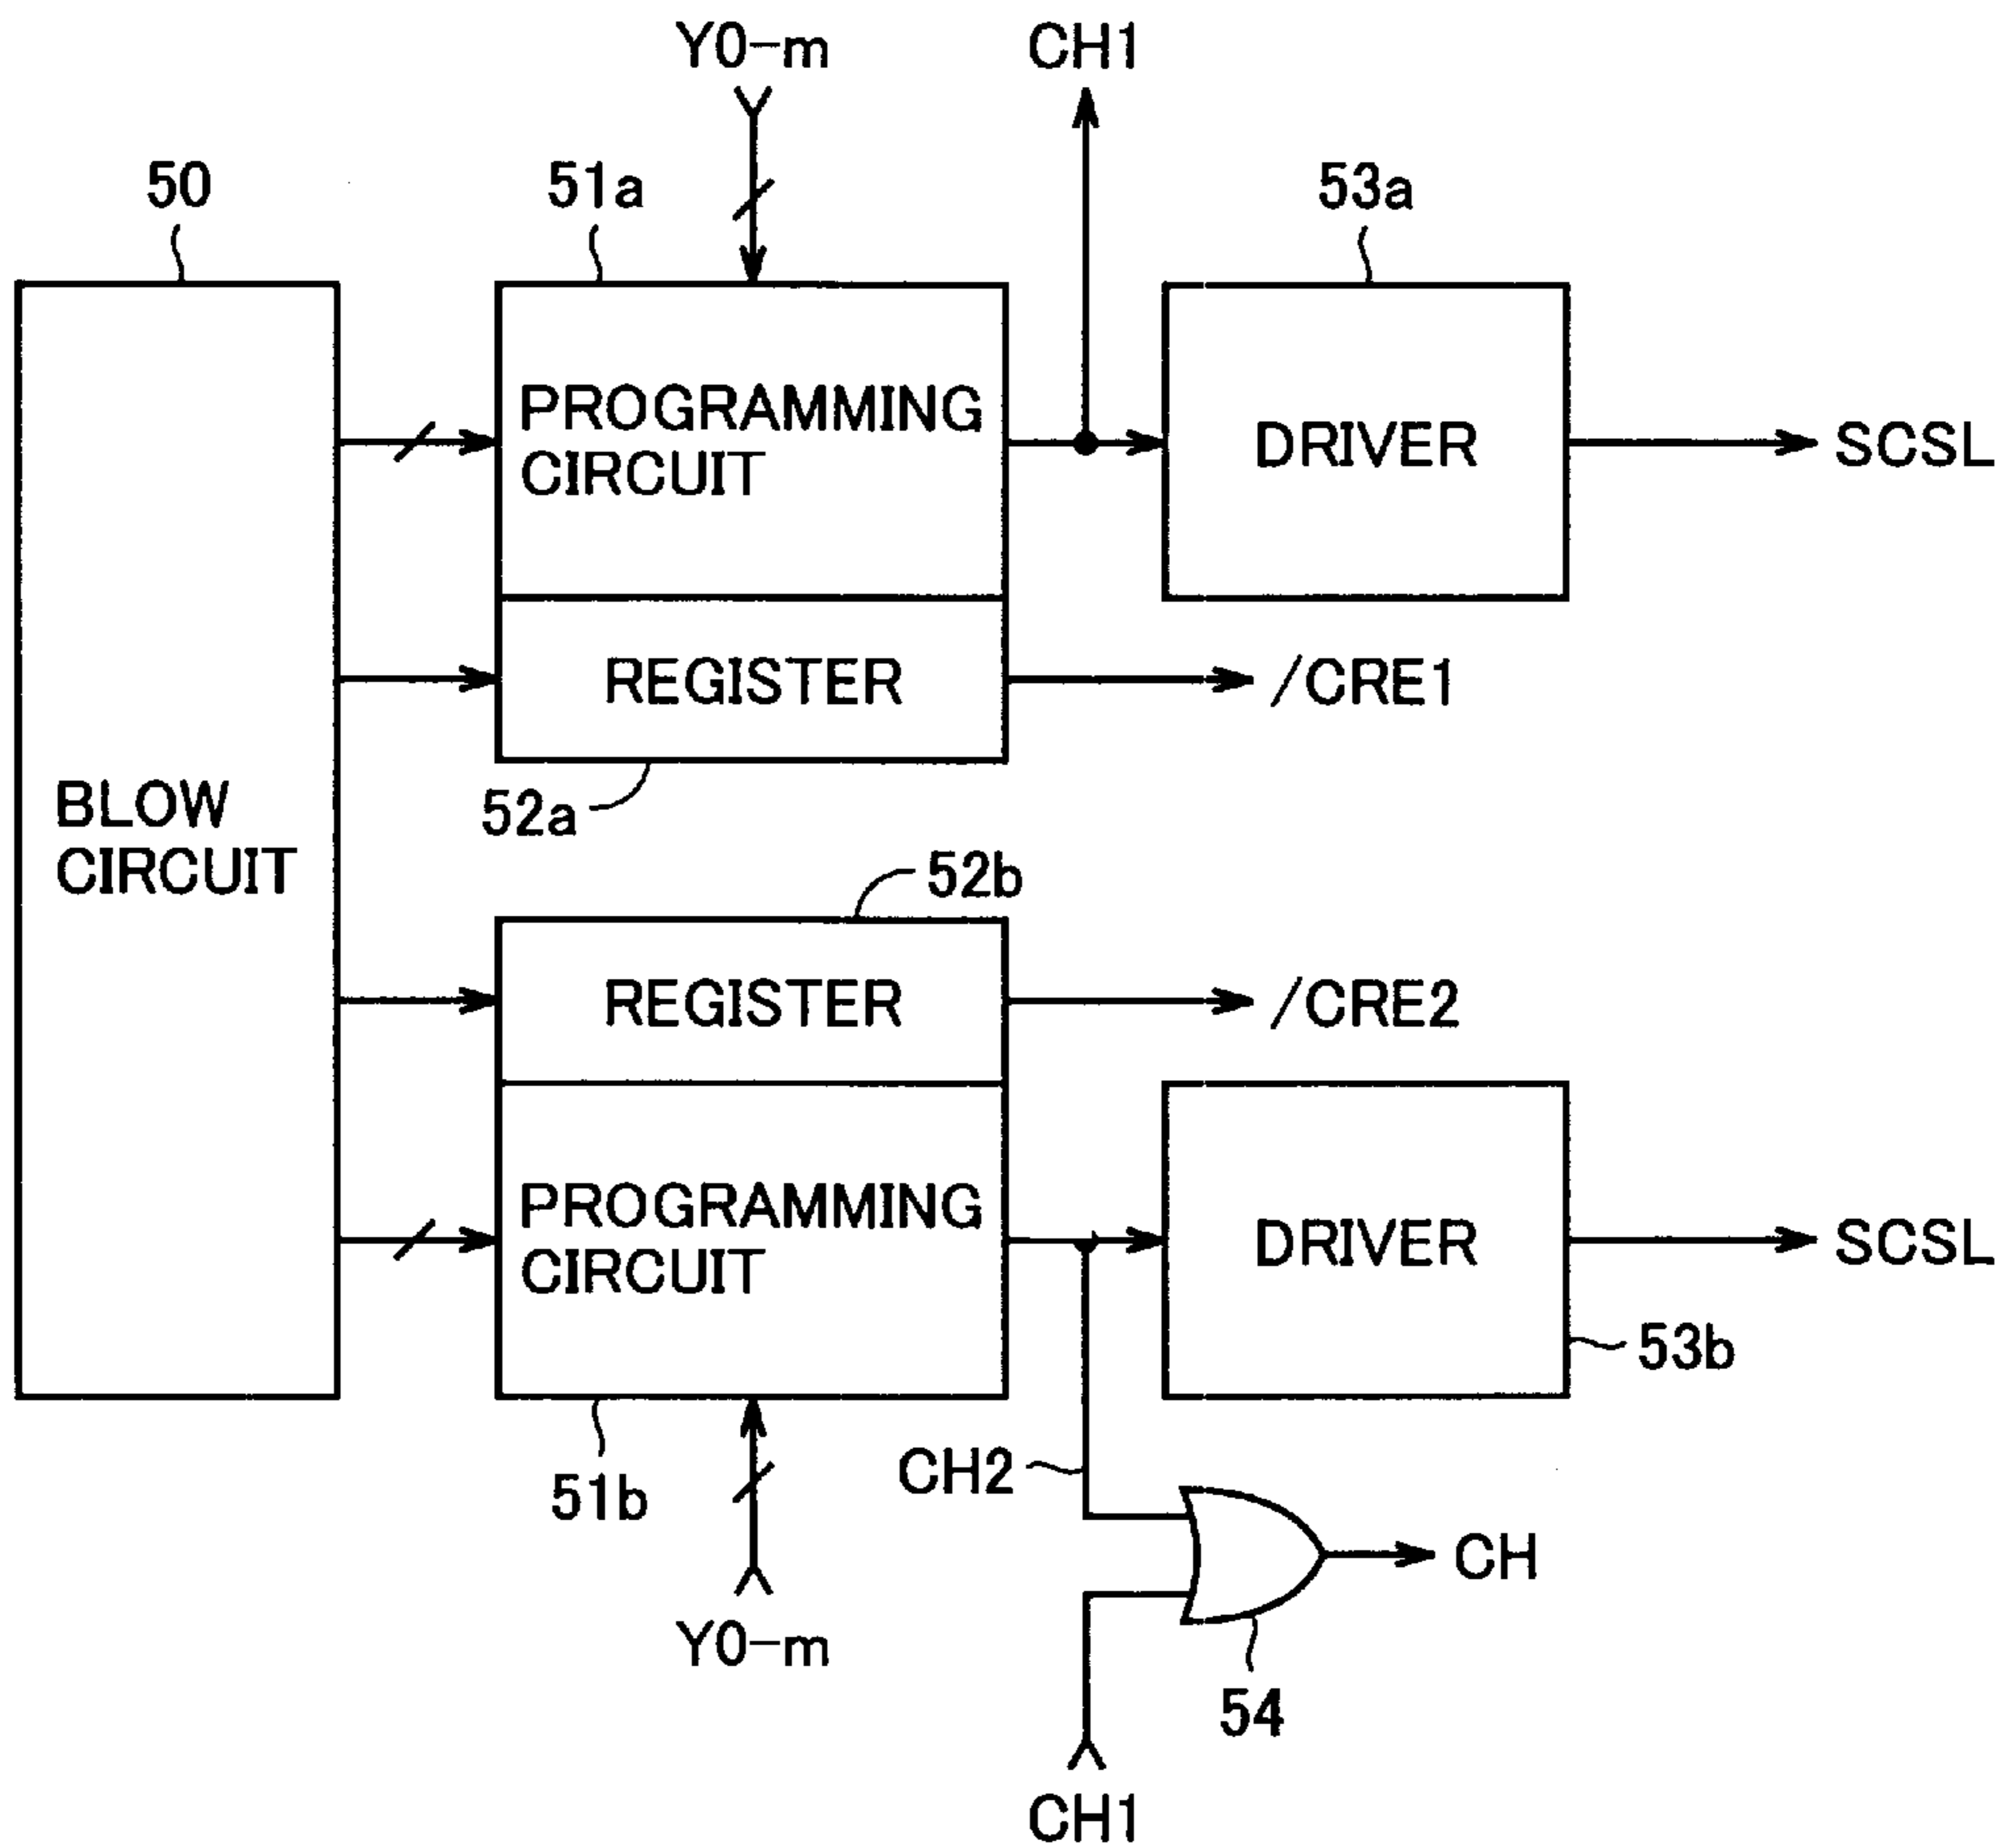 Y0-m
CH1
50
51a
53a
PROGRAMMING
CIRCUIT
DRIVER
SCSL
REGISTER
/CRE1
BLOW
CIRCUIT
52a
52b
REGISTER
/CRE2
PROGRAMMING
CIRCUIT
DRIVER
SCSL
53b
51b
CH2
CH
Y0-m
54
CH1